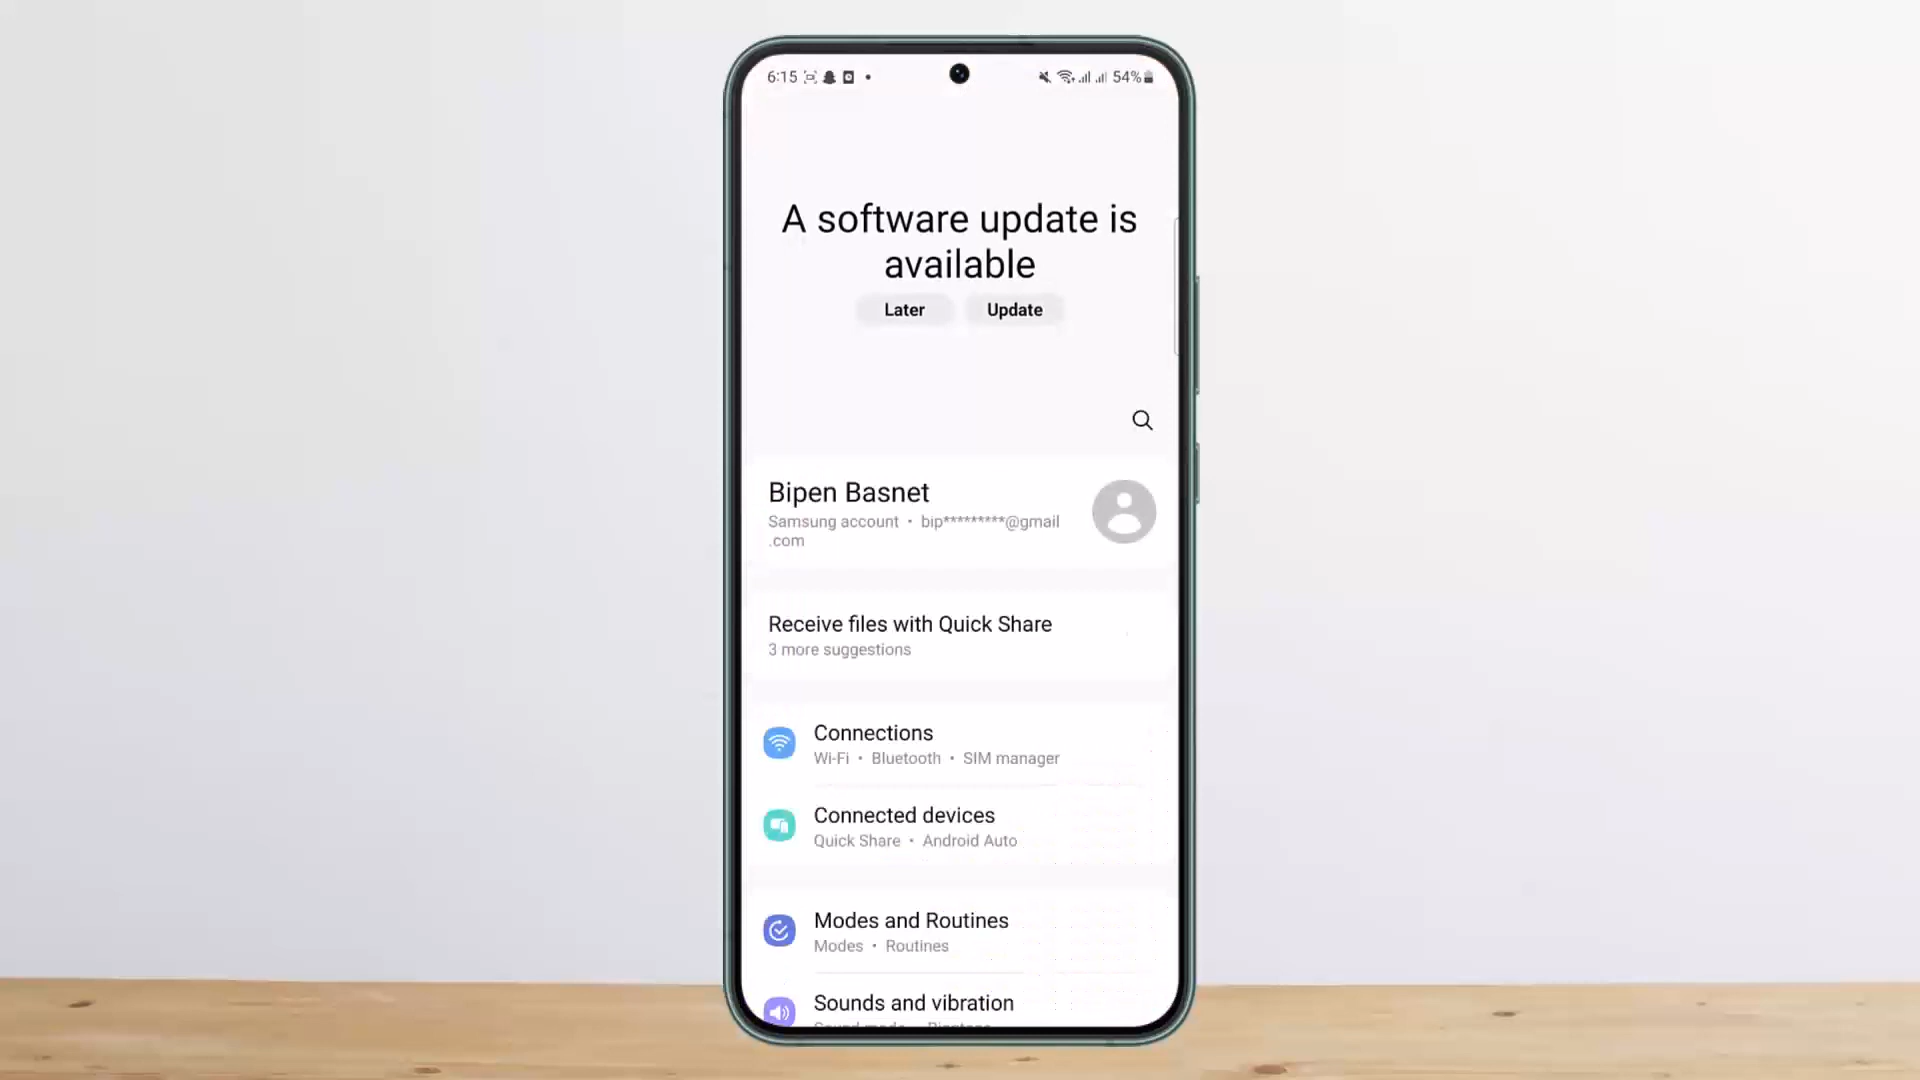 6:15
54%
A software update is
available
Later Update
Bipen Basnet
Samsung account • bip*********@gmail
.com
Receive files with Quick Share
3 more suggestions
Connections
Wi-Fi • Bluetooth • SIM manager
Connected devices
Quick Share • Android Auto
Modes and Routines
Modes • Routines
Sounds and vibration